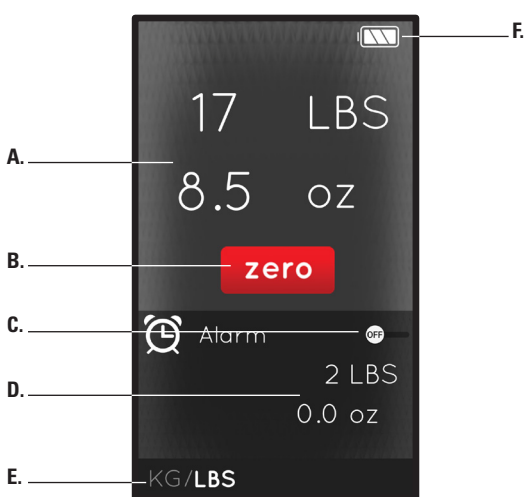 F.
17 LBS
A.
8.5 oz
B.
zero
C.
Alarm OFF
2 LBS
D.
0.0 oz
E.
KG/LBS